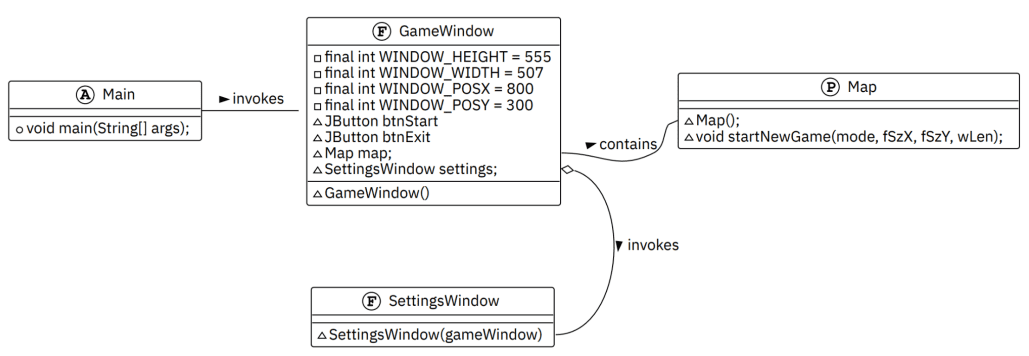 F GameWindow
final int WINDOW_HEIGHT = 555
final int WINDOW_WIDTH = 507
final int WINDOW_POSX = 800
final int WINDOW_POSY = 300
JButton btnStart
JButton btnExit
Map map;
SettingsWindow settings;
GameWindow()
A Main
void main(String[] args);
invokes
P Map
Map();
void startNewGame(mode, fSzX, fSzY, wLen);
contains
invokes
F SettingsWindow
SettingsWindow(gameWindow)